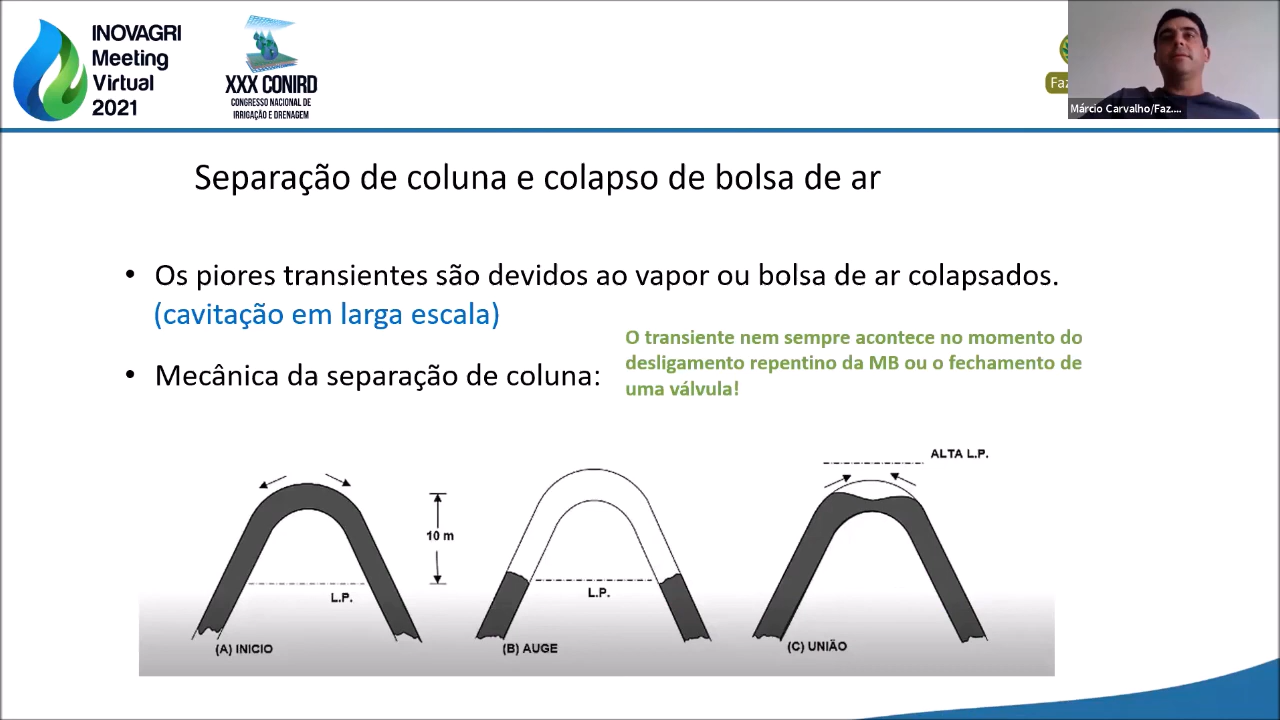 INOVAGRI
Meeting
Virtual
2021
XXX CONIRD
CONGRESSO NACIONAL DE
IRRIGAÇÃO E DRENAGEM
Faz
Márcio Carvalho/Faz....
Separação de coluna e colapso de bolsa de ar
• Os piores transientes são devidos ao vapor ou bolsa de ar colapsados.
(cavitação em larga escala)
O transiente nem sempre acontece no momento do
desligamento repentino da MB ou o fechamento de
uma válvula!
• Mecânica da separação de coluna:
ALTA L.P.
10 m
L.P.
L.P.
(A) INICIO
(B) AUGE
(C) UNIÃO